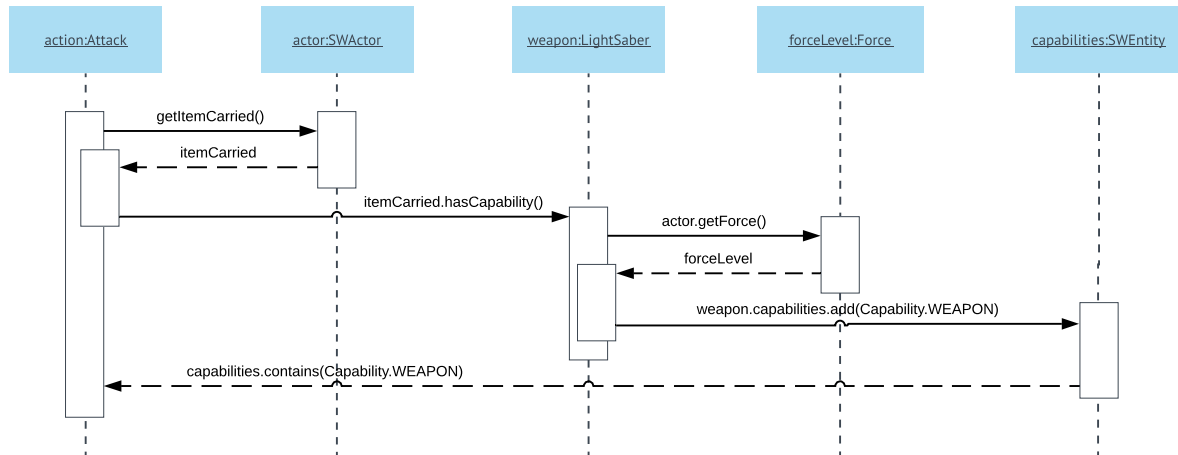 action:Attack
actor:SWActor
weapon:LightSaber
forceLevel:Force
capabilities:SWEntity
getItemCarried()
itemCarried
itemCarried.hasCapability()
actor.getForce()
forceLevel
weapon.capabilities.add(Capability.WEAPON)
capabilities.contains(Capability.WEAPON)